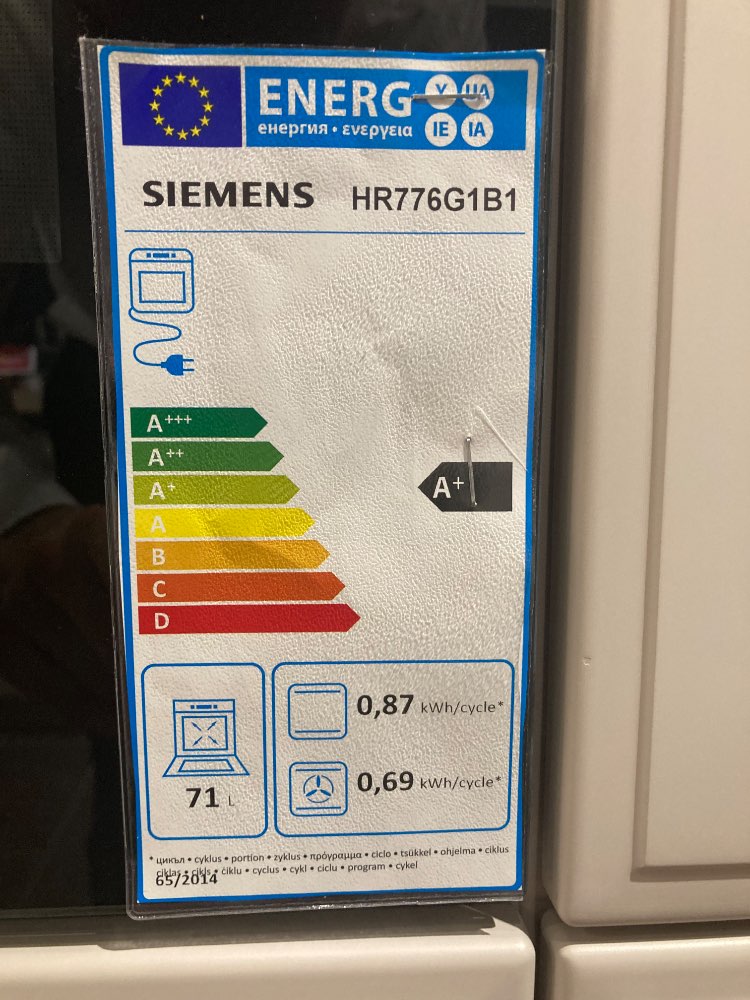 ENERG Y UA
енергия • ενεργεια IE IA
SIEMENS HR776G1B1
A+++
A++
A+
A+
A
B
C
D
0,87 kWh/cycle*
0,69 kWh/cycle*
71 L
* цикъл • cyklus • portion • zyklus • πρόγραμμα • ciclo • tsükkel • ohjelma • ciklus
ciklas • cikls • ċiklu • cyclus • cykl • ciclu • program • cykel
65/2014